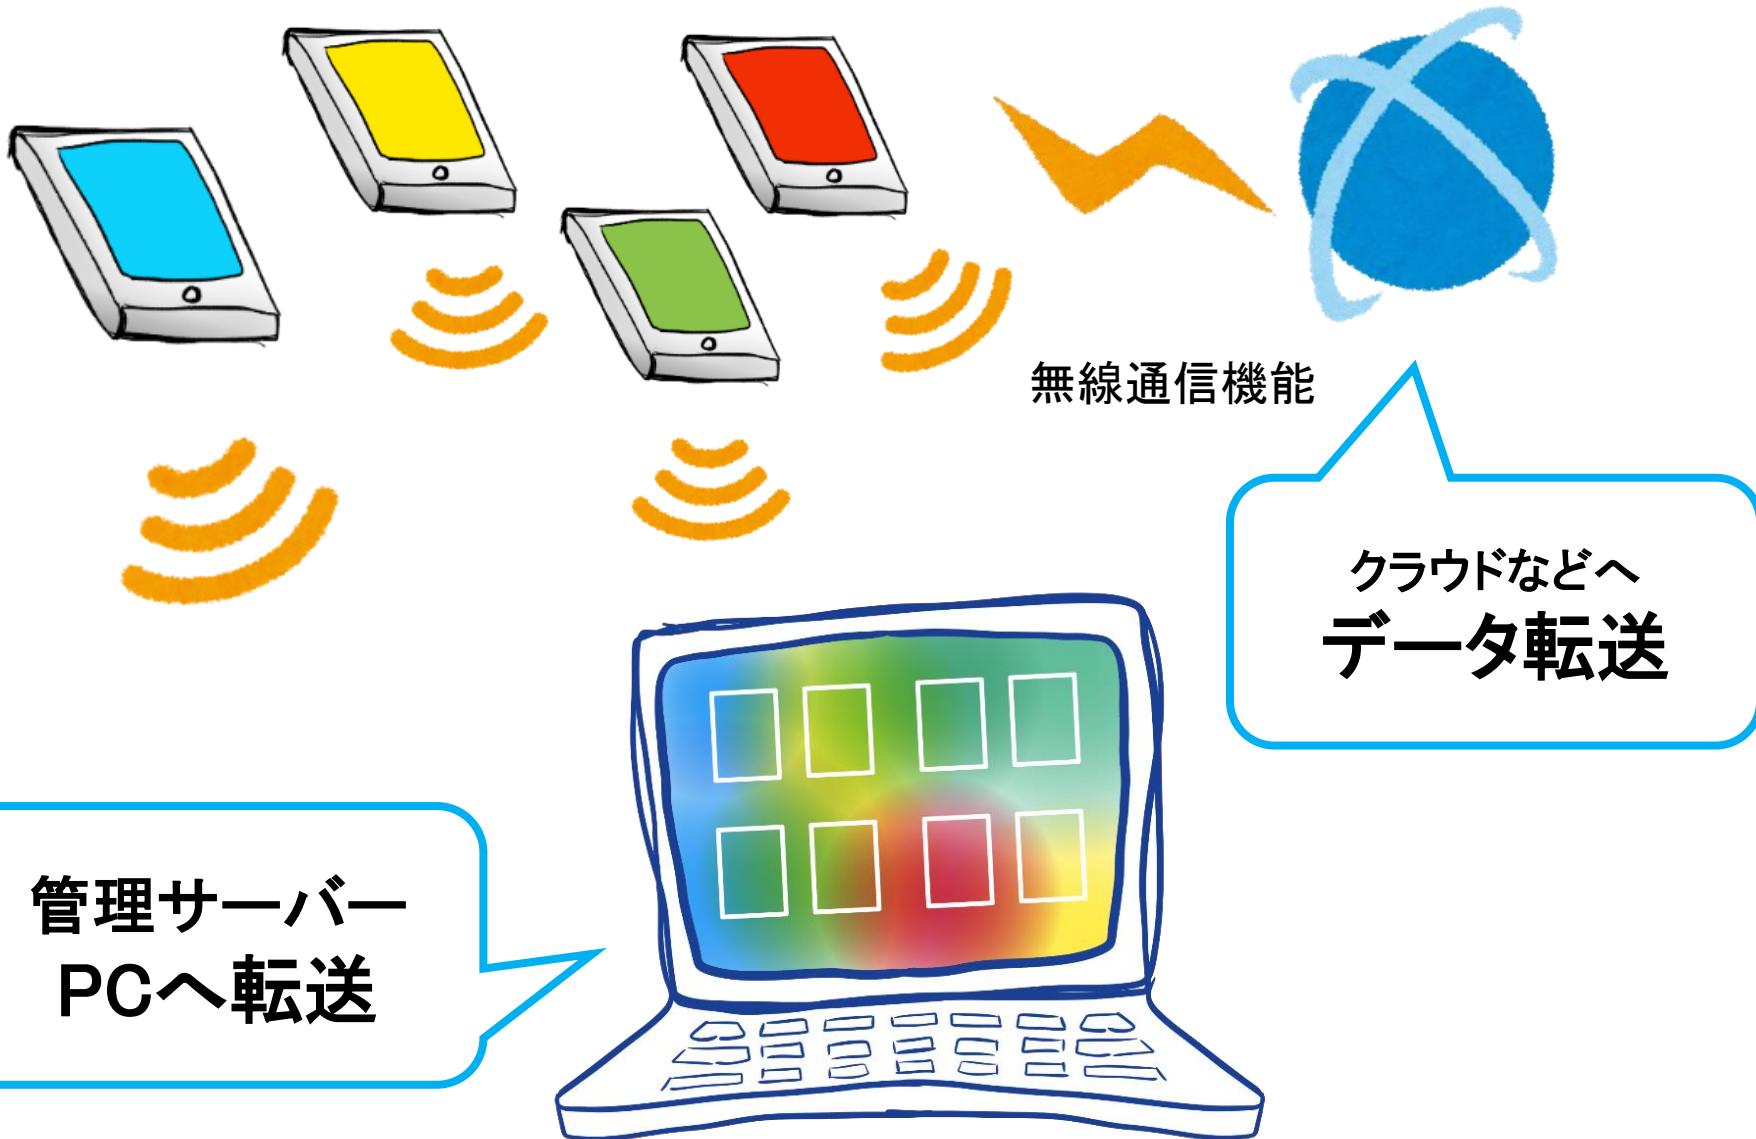 無線通信機能
クラウドなどへ
データ転送
管理サーバー
PCへ転送